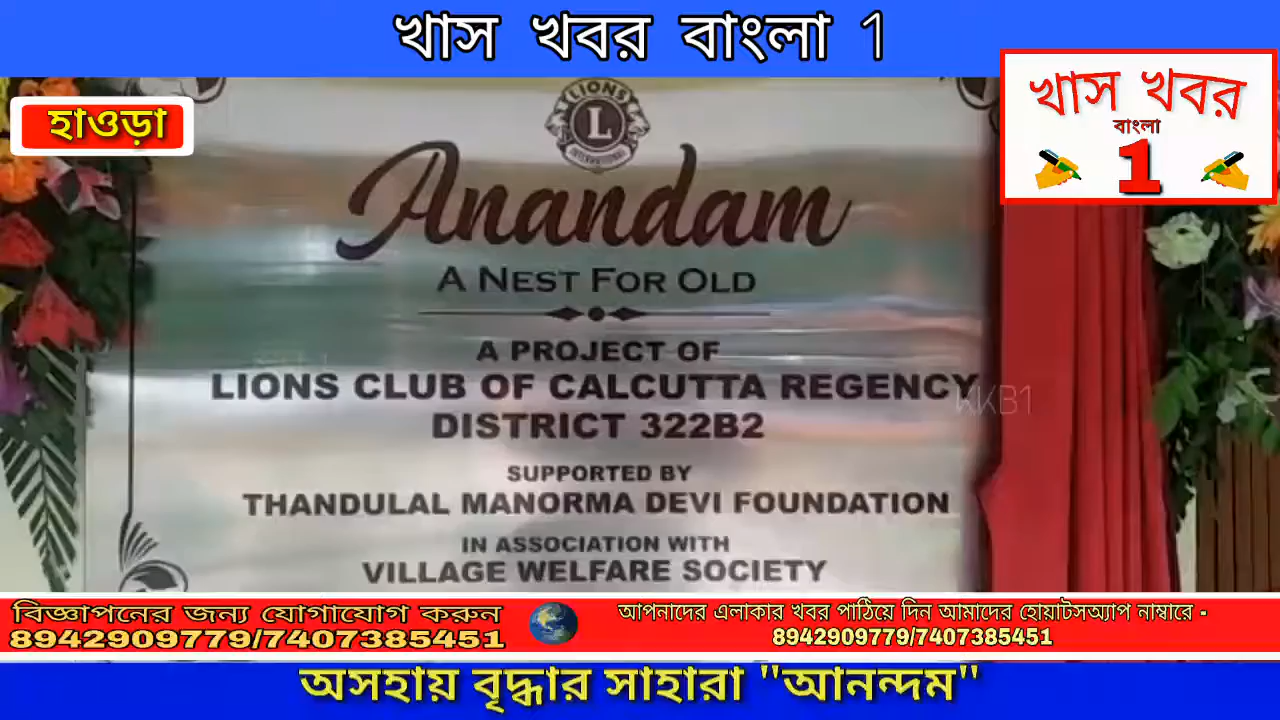 খাস খবর বাংলা 1
হাওড়া
খাস খবর
বাংলা
1
LIONS
L
INTERNATIONAL
Anandam
A NEST FOR OLD
A PROJECT OF
LIONS CLUB OF CALCUTTA REGENCY
DISTRICT 322B2
KKB1
SUPPORTED BY
THANDULAL MANORMA DEVI FOUNDATION
IN ASSOCIATION WITH
VILLAGE WELFARE SOCIETY
বিজ্ঞাপনের জন্য যোগাযোগ করুন
8942909779/7407385451
আপনাদের এলাকার খবর পাঠিয়ে দিন আমাদের হোয়াটসঅ্যাপ নাম্বারে -
8942909779/7407385451
অসহায় বৃদ্ধার সাহারা "আনন্দম"